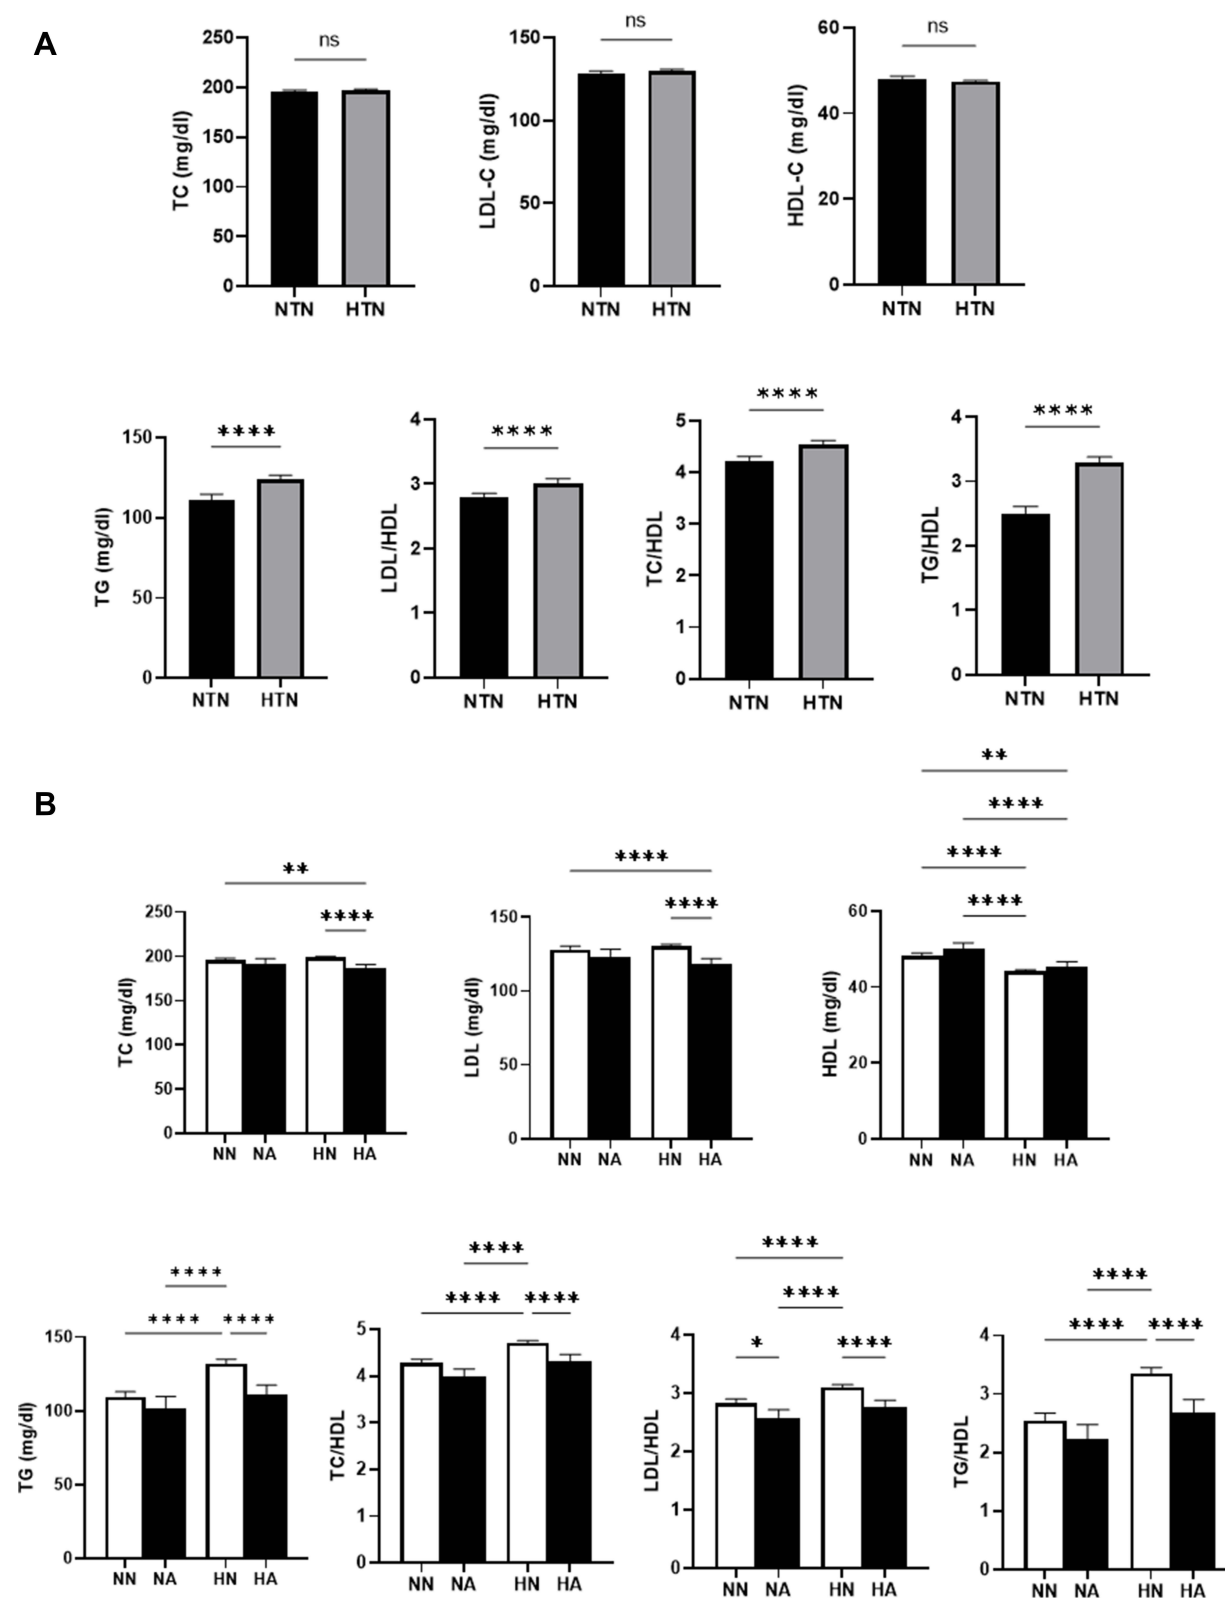 A
ns
250
200
150
100
50
0
TC (mg/dl)
NTN HTN
ns
150
100
50
0
LDL-C (mg/dl)
NTN HTN
ns
60
40
20
0
HDL-C (mg/dl)
NTN HTN
****
150
100
50
0
TG (mg/dl)
NTN HTN
****
4
3
2
1
0
LDL/HDL
NTN HTN
****
5
4
3
2
1
0
TC/HDL
NTN HTN
****
4
3
2
1
0
TG/HDL
NTN HTN
B
**
****
250
200
150
100
50
0
TC (mg/dl)
NN NA HN HA
****
****
150
100
50
0
LDL (mg/dl)
NN NA HN HA
**
****
****
****
60
40
20
0
HDL (mg/dl)
NN NA HN HA
****
**** ****
150
100
50
0
TG (mg/dl)
NN NA HN HA
****
**** ****
5
4
3
2
1
0
TC/HDL
NN NA HN HA
****
****
* ****
4
3
2
1
0
LDL/HDL
NN NA HN HA
****
**** ****
4
3
2
1
0
TG/HDL
NN NA HN HA